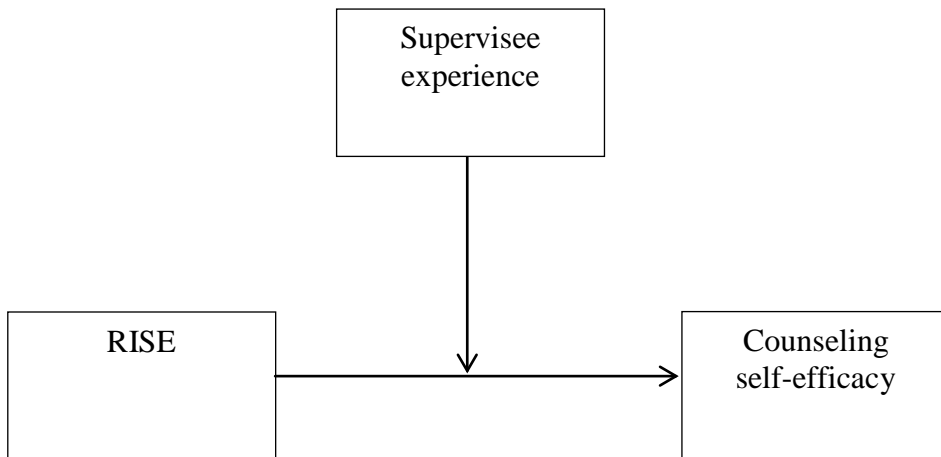 Supervisee
experience
RISE
Counseling
self-efficacy